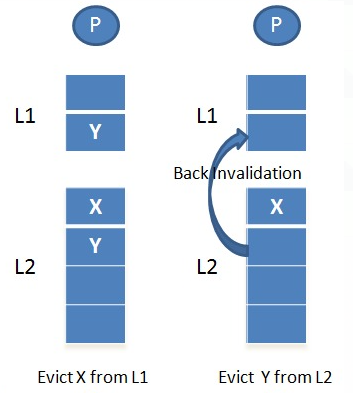 P
P
L1
Y
L1
Back Invalidation
X
X
Y
L2
L2
Evict X from L1
Evict Y from L2